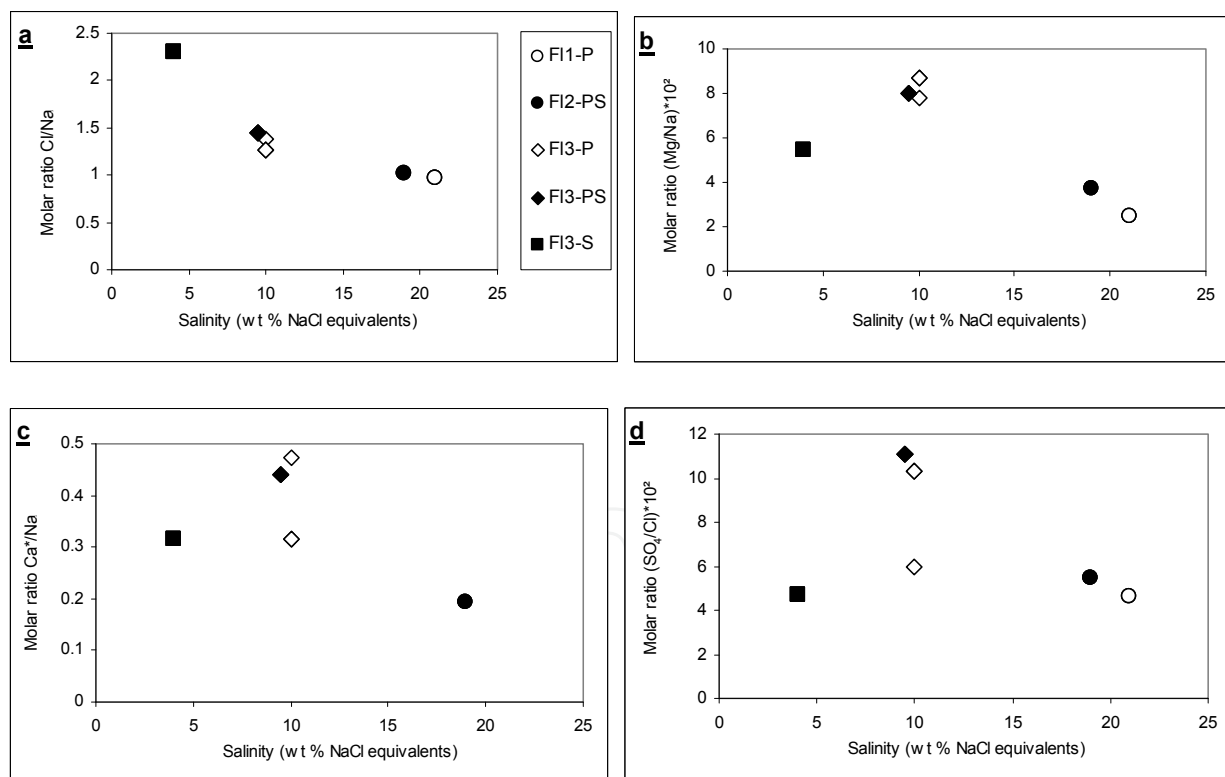 a
2.5
2
1.5
1
0.5
0
0
5
10
15
20
25
Molar ratio Cl/Na
Salinity (wt % NaCl equivalents)
FI1-P
FI2-PS
FI3-P
FI3-PS
FI3-S
b
10
8
6
4
2
0
0
5
10
15
20
25
Molar ratio (Mg/Na)*10²
Salinity (wt % NaCl equivalents)
c
0.5
0.4
0.3
0.2
0.1
0
0
5
10
15
20
25
Molar ratio Ca*/Na
Salinity (wt % NaCl equivalents)
d
12
10
8
6
4
2
0
0
5
10
15
20
25
Molar ratio (SO₄/Cl)*10²
Salinity (wt % NaCl equivalents)